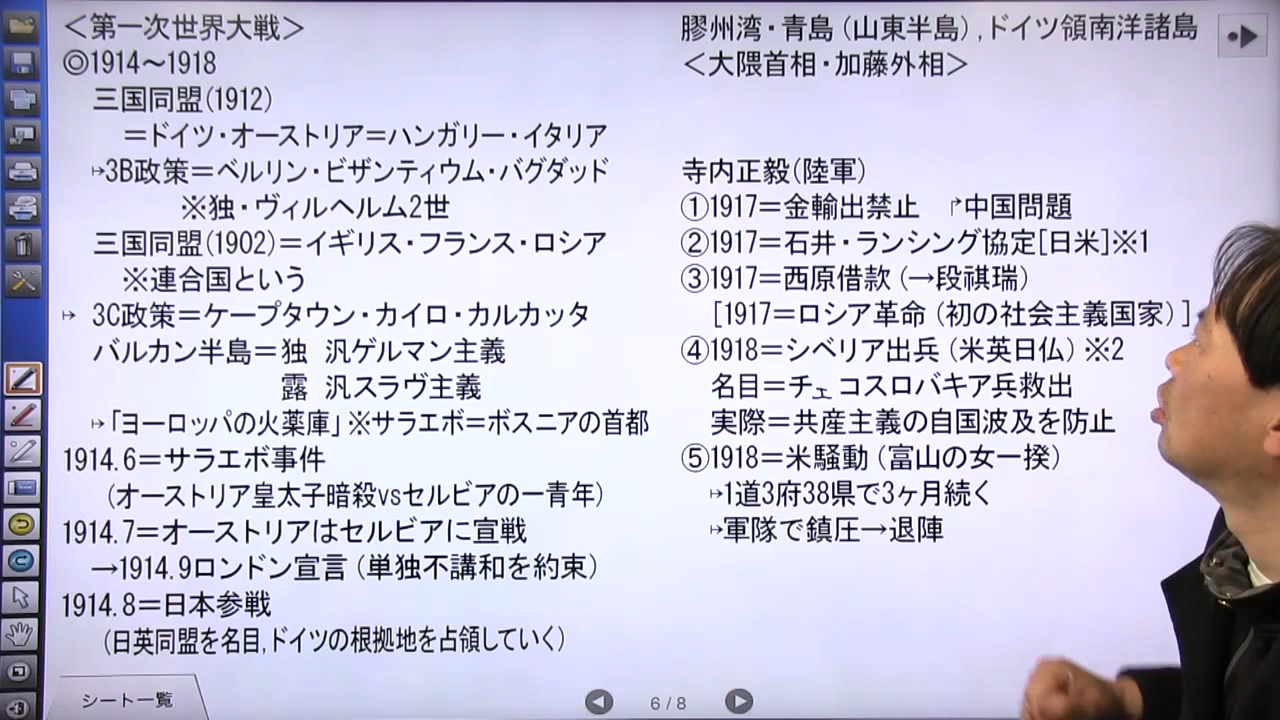 ＜第一次世界大戦＞
◎1914〜1918
三国同盟(1912)
＝ドイツ・オーストリア＝ハンガリー・イタリア
↦3B政策＝ベルリン・ビザンティウム・バグダッド
※独・ヴィルヘルム2世
三国同盟(1902)＝イギリス・フランス・ロシア
※連合国という
↦ 3C政策＝ケープタウン・カイロ・カルカッタ
バルカン半島＝独 汎ゲルマン主義
露 汎スラヴ主義
↦「ヨーロッパの火薬庫」※サラエボ＝ボスニアの首都
1914.6＝サラエボ事件
(オーストリア皇太子暗殺vsセルビアの一青年)
1914.7＝オーストリアはセルビアに宣戦
→1914.9ロンドン宣言(単独不講和を約束)
1914.8＝日本参戦
(日英同盟を名目,ドイツの根拠地を占領していく)
膠州湾・青島(山東半島),ドイツ領南洋諸島
＜大隈首相・加藤外相＞
寺内正毅(陸軍)
①1917＝金輸出禁止 ↱中国問題
②1917＝石井・ランシング協定[日米]※1
③1917＝西原借款(→段祺瑞)
[1917＝ロシア革命(初の社会主義国家)]
④1918＝シベリア出兵(米英日仏)※2
名目＝チェコスロバキア兵救出
実際＝共産主義の自国波及を防止
⑤1918＝米騒動(富山の女一揆)
↦1道3府38県で3ヶ月続く
↦軍隊で鎮圧→退陣
シート一覧
6 / 8